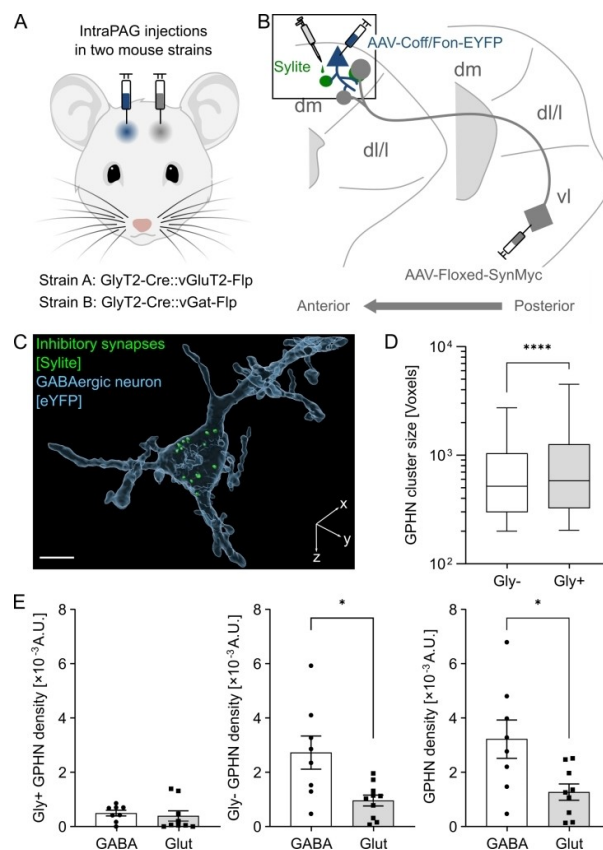 A
IntraPAG injections
in two mouse strains
Strain A: GlyT2-Cre::vGluT2-Flp
Strain B: GlyT2-Cre::vGat-Flp
B
AAV-Coff/Fon-EYFP
Sylite
dm
dl/l
dm
dl/l
vl
AAV-Floxed-SynMyc
Anterior
Posterior
C
Inhibitory synapses
[Sylite]
GABAergic neuron
[eYFP]
x
y
z
D
****
GPHN cluster size [Voxels]
10⁴
10³
10²
Gly-
Gly+
E
Gly+ GPHN density [×10⁻³A.U.]
8
6
4
2
0
GABA
Glut
Gly- GPHN density [×10⁻³A.U.]
8
6
4
2
0
*
GABA
Glut
GPHN density [×10⁻³A.U.]
8
6
4
2
0
*
GABA
Glut